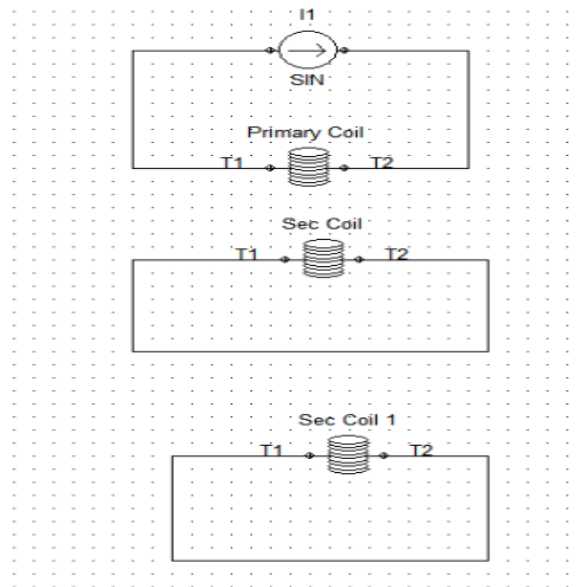 I1
SIN
Primary Coil
T1 T2
Sec Coil
T1 T2
Sec Coil 1
T1 T2